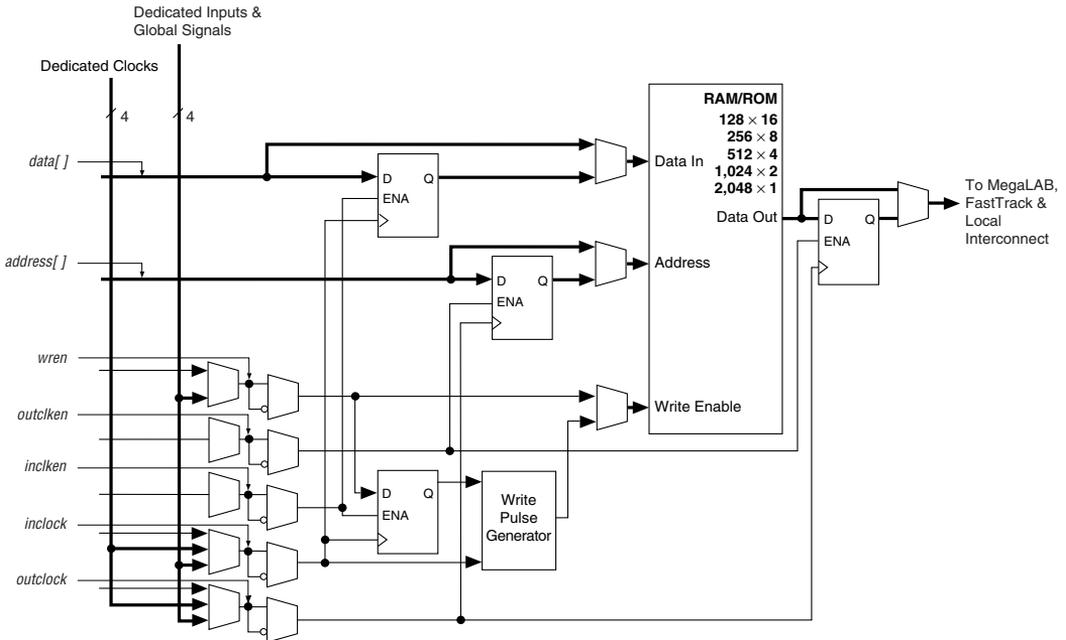 Dedicated Inputs &
Global Signals
Dedicated Clocks
4
4
data[ ]
address[ ]
wren
outclken
inclken
inclock
outclock
D
Q
ENA
D
Q
ENA
D
Q
ENA
Write
Pulse
Generator
RAM/ROM
128 × 16
256 × 8
512 × 4
1,024 × 2
2,048 × 1
Data In
Data Out
Address
Write Enable
D
Q
ENA
To MegaLAB,
FastTrack &
Local
Interconnect